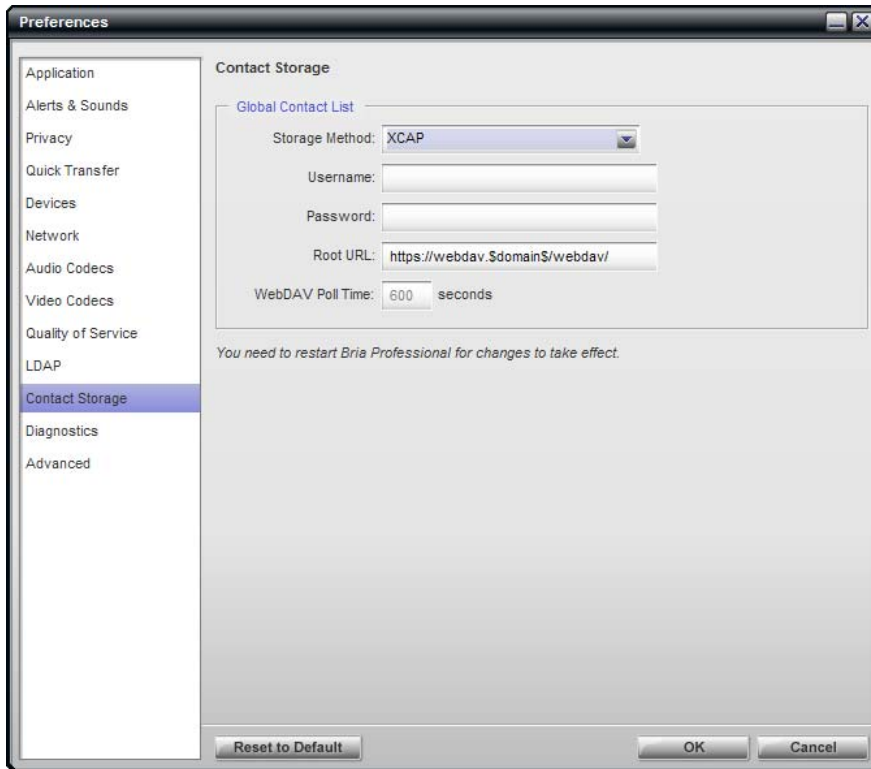 Preferences
Application
Alerts & Sounds
Privacy
Quick Transfer
Devices
Network
Audio Codecs
Video Codecs
Quality of Service
LDAP
Contact Storage
Diagnostics
Advanced
Contact Storage
Global Contact List
Storage Method: XCAP
Username:
Password:
Root URL: https://webdav.$domain$/webdav/
WebDAV Poll Time: 600 seconds
You need to restart Bria Professional for changes to take effect.
Reset to Default OK Cancel